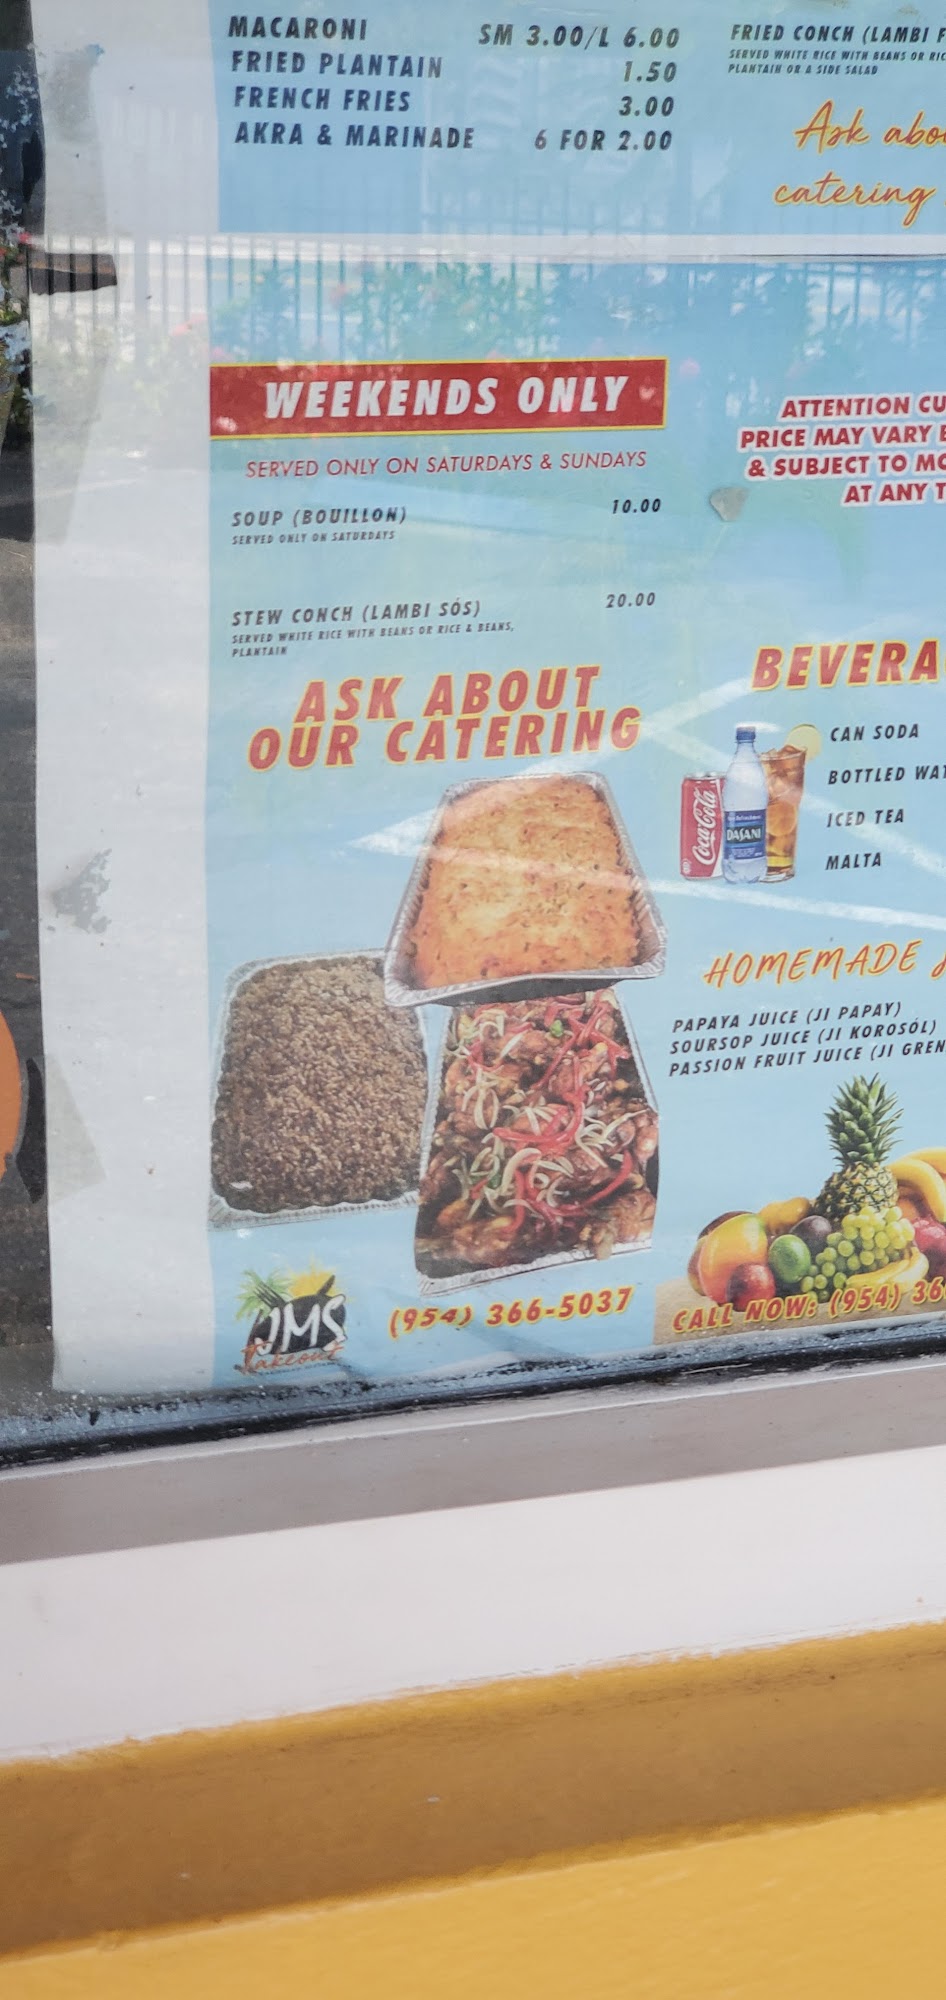 MACARONI SM 3.00/L 6.00
FRIED PLANTAIN 1.50
FRENCH FRIES 3.00
AKRA & MARINADE 6 FOR 2.00
FRIED CONCH (LAMBI F
SERVED WHITE RICE WITH BEANS OR RIC
PLANTAIN OR A SIDE SALAD
Ask abo
catering
WEEKENDS ONLY
SERVED ONLY ON SATURDAYS & SUNDAYS
SOUP (BOUILLON) 10.00
SERVED ONLY ON SATURDAYS
STEW CONCH (LAMBI SÓS) 20.00
SERVED WHITE RICE WITH BEANS OR RICE & BEANS,
PLANTAIN
ASK ABOUT
OUR CATERING
(954) 366-5037
JMS
Takeout
ATTENTION CU
PRICE MAY VARY
& SUBJECT TO MO
AT ANY T
BEVERA
Coca-Cola
DASANI
CAN SODA
BOTTLED WAT
ICED TEA
MALTA
HOMEMADE
PAPAYA JUICE (JI PAPAY)
SOURSOP JUICE (JI KOROSÓL)
PASSION FRUIT JUICE (JI GREN
CALL NOW: (954) 36